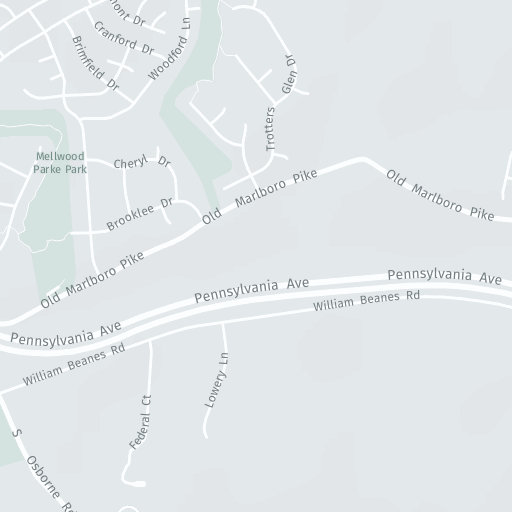 mont Dr
Cranford Dr
Brimfield Dr
Woodford Ln
Glen Dr
Trotters
Mellwood
Parke Park
Cheryl Dr
Brooklee Dr
Old Marlboro Pike
Old Marlboro Pike
Old Marlboro Pike
Pennsylvania Ave
Pennsylvania Ave
Pennsylvania Ave
William Beanes Rd
William Beanes Rd
Lowery Ln
Federal Ct
S Osborne Rd